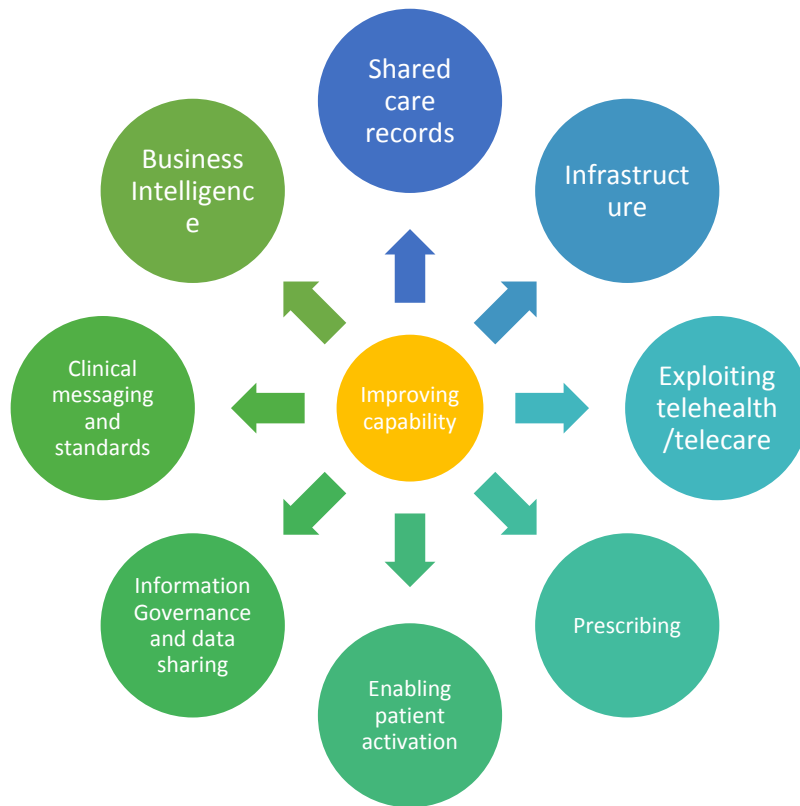 Shared
care
records
Business
Intelligenc
e
Infrastruct
ure
Clinical
messaging
and
standards
Improving
capability
Exploiting
telehealth
/telecare
Information
Governance
and data
sharing
Prescribing
Enabling
patient
activation